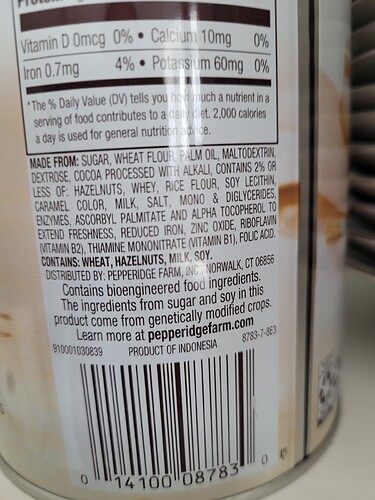 Vitamin D 0mcg 0% • Calcium 10mg 0%
Iron 0.7mg 4% • Potassium 60mg 0%
*The % Daily Value (DV) tells you how much a nutrient in a
serving of food contributes to a daily diet. 2,000 calories
a day is used for general nutrition advice.
MADE FROM: SUGAR, WHEAT FLOUR, PALM OIL, MALTODEXTRIN,
DEXTROSE, COCOA PROCESSED WITH ALKALI, CONTAINS 2% OR
LESS OF: HAZELNUTS, WHEY, RICE FLOUR, SOY LECITHIN,
CARAMEL COLOR, MILK, SALT, MONO & DIGLYCERIDES,
ENZYMES, ASCORBYL PALMITATE AND ALPHA TOCOPHEROL TO
EXTEND FRESHNESS, REDUCED IRON, ZINC OXIDE, RIBOFLAVIN
(VITAMIN B2), THIAMINE MONONITRATE (VITAMIN B1), FOLIC ACID.
CONTAINS: WHEAT, HAZELNUTS, MILK, SOY.
DISTRIBUTED BY: PEPPERIDGE FARM, INC. NORWALK, CT 06856
Contains bioengineered food ingredients.
The ingredients from sugar and soy in this
product come from genetically modified crops.
Learn more at pepperidgefarm.com
910001030839 PRODUCT OF INDONESIA 8783-7-8E3
0 14100 08783 0